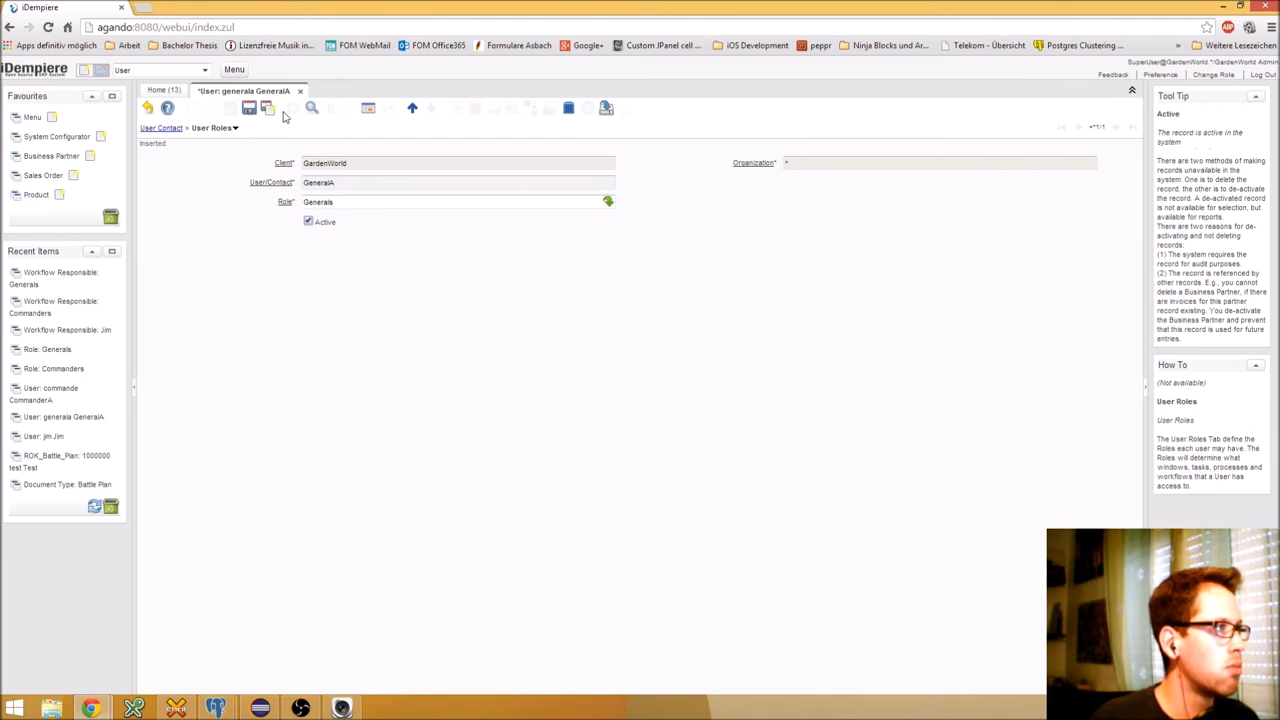 iDempiere
agando:8080/webui/index.zul
Apps definitiv möglich
Arbeit
Bachelor Thesis
Lizenzfreie Musik in...
FOM WebMail
FOM Office365
Formulare Asbach
Google+
Custom JPanel cell ...
iOS Development
peppr
Ninja Blocks und Ar...
Telekom - Übersicht
Postgres Clustering ...
»
Weitere Lesezeichen
iDempiere
User
Menu
SuperUser@GardenWorld.*/GardenWorld Admin
Feedback
Preference
Change Role
Log Out
Favourites
Menu
System Configurator
Business Partner
Sales Order
Product
Recent Items
Workflow Responsible:
Generals
Workflow Responsible:
Commanders
Workflow Responsible: Jim
Role: Generals
Role: Commanders
User: commande
CommanderA
User: generala GeneralA
User: jim Jim
ROK_Battle_Plan: 1000000
test Test
Document Type: Battle Plan
Home (13)
*User: generala GeneralA
User Contact > User Roles
+*1/1
Inserted
Client* GardenWorld
Organization* *
User/Contact* GeneralA
Role* Generals
Active
Tool Tip
Active
The record is active in the
system
There are two methods of making
records unavailable in the
system: One is to delete the
record, the other is to de-activate
the record. A de-activated record
is not available for selection, but
available for reports.
There are two reasons for de-
activating and not deleting
records:
(1) The system requires the
record for audit purposes.
(2) The record is referenced by
other records. E.g., you cannot
delete a Business Partner, if there
are invoices for this partner
record existing. You de-activate
the Business Partner and prevent
that this record is used for future
entries.
How To
(Not available)
User Roles
User Roles
The User Roles Tab define the
Roles each user may have. The
Roles will determine what
windows, tasks, processes and
workflows that a User has
access to.